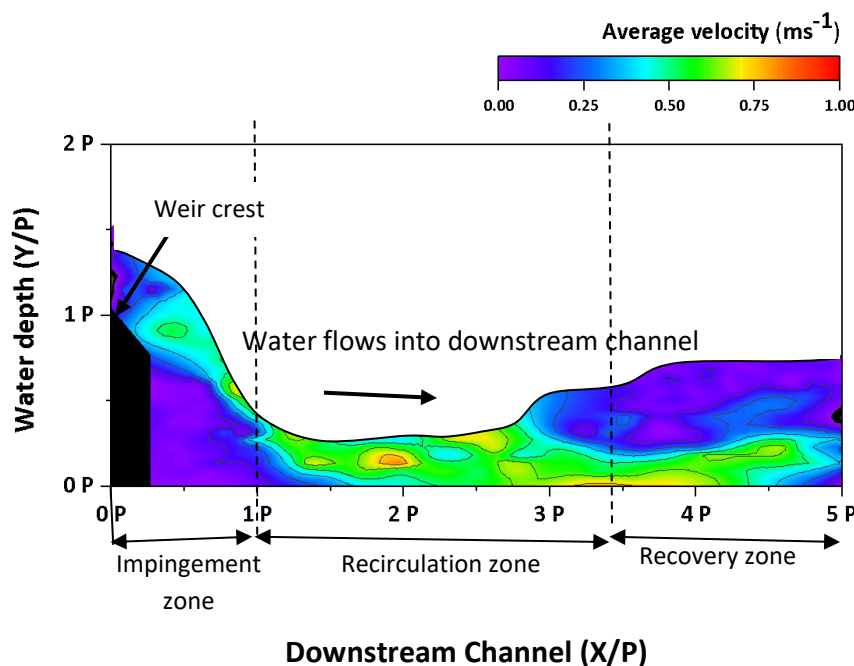 Average velocity (ms⁻¹)
0.00 0.25 0.50 0.75 1.00
2 P
Weir crest
1 P
Water flows into downstream channel
Water depth (Y/P)
0 P
0 P 1 P 2 P 3 P 4 P 5 P
Impingement
zone
Recirculation zone
Recovery zone
Downstream Channel (X/P)